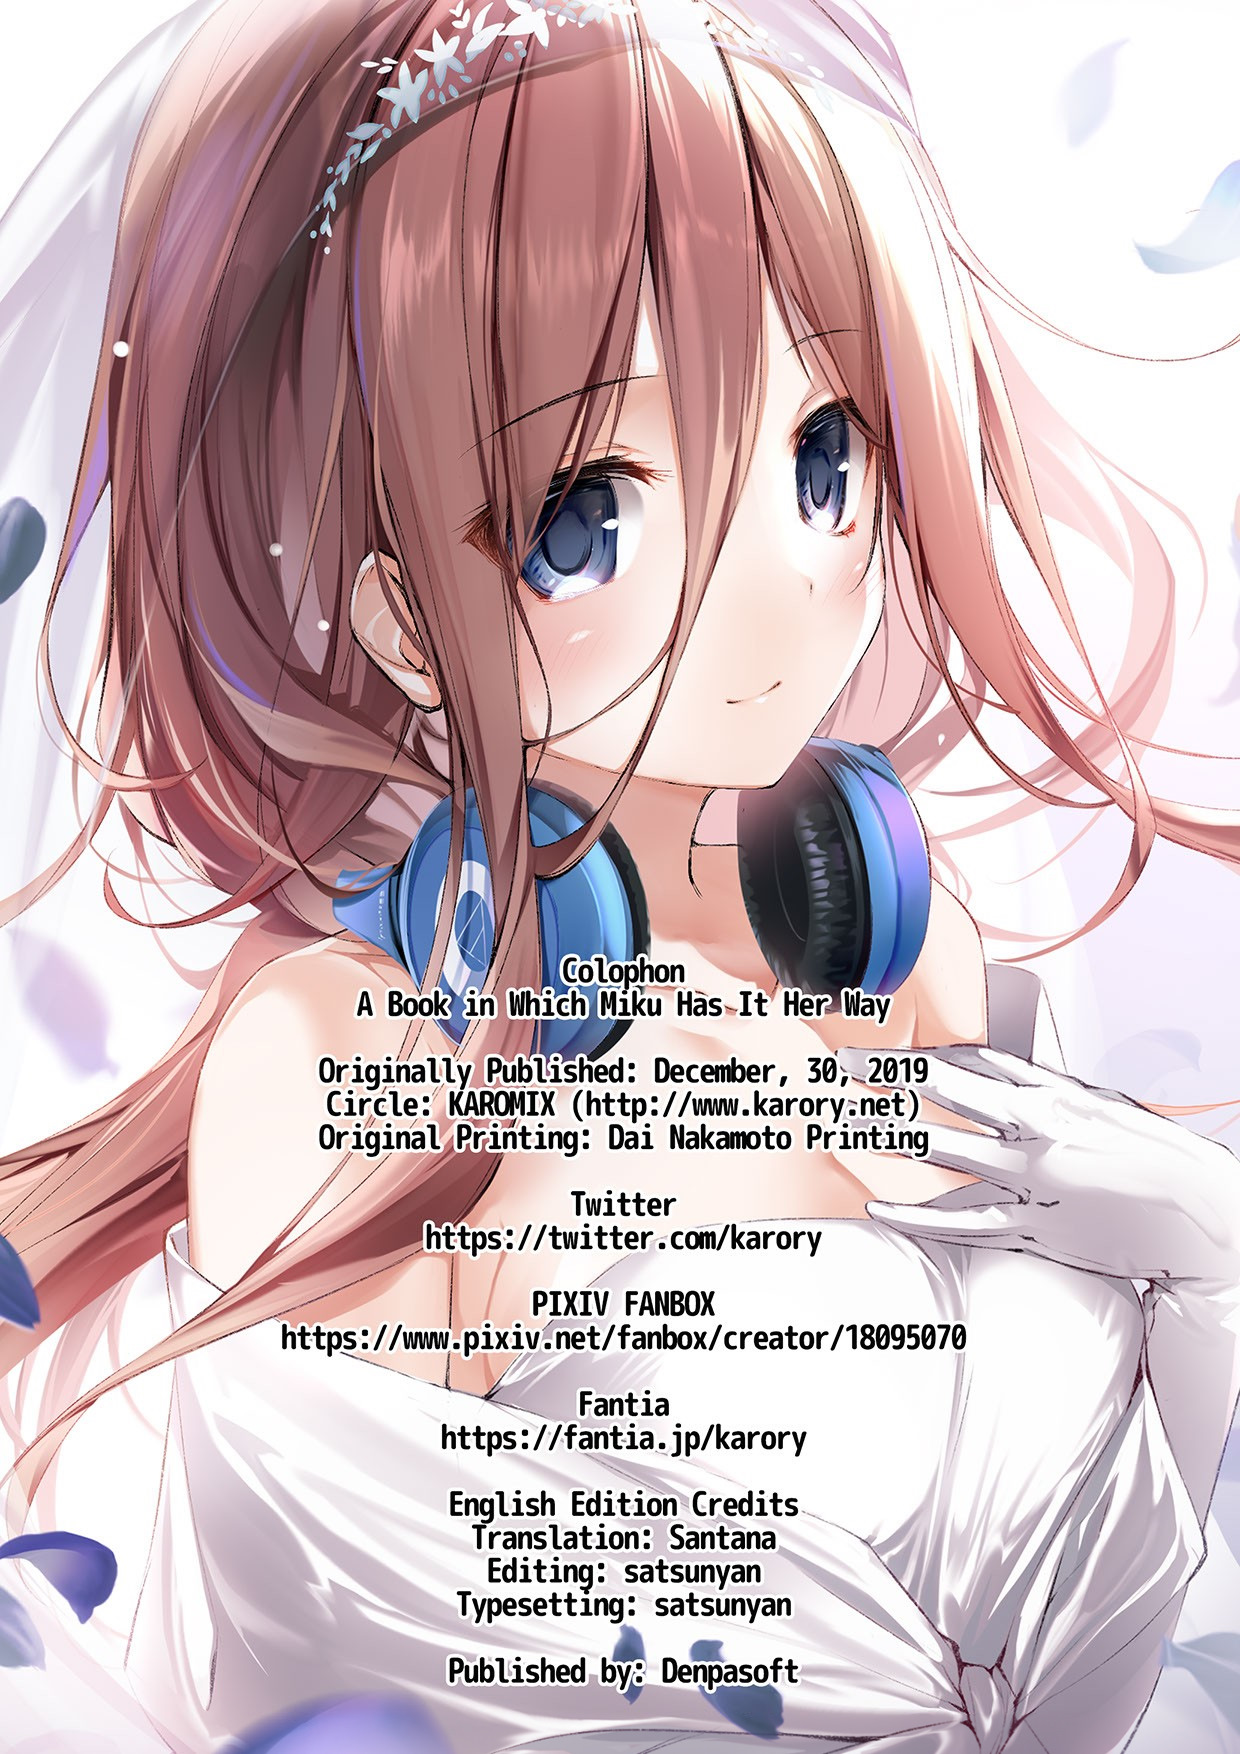 Colophon
A Book in Which Miku Has It Her Way
Originally Published: December, 30, 2019
Circle: KAROMIX (http://www.karory.net)
Original Printing: Dai Nakamoto Printing
Twitter
https://twitter.com/karory
PIXIV FANBOX
https://www.pixiv.net/fanbox/creator/18095070
Fantia
https://fantia.jp/karory
English Edition Credits
Translation: Santana
Editing: satsunyan
Typesetting: satsunyan
Published by: Denpasoft